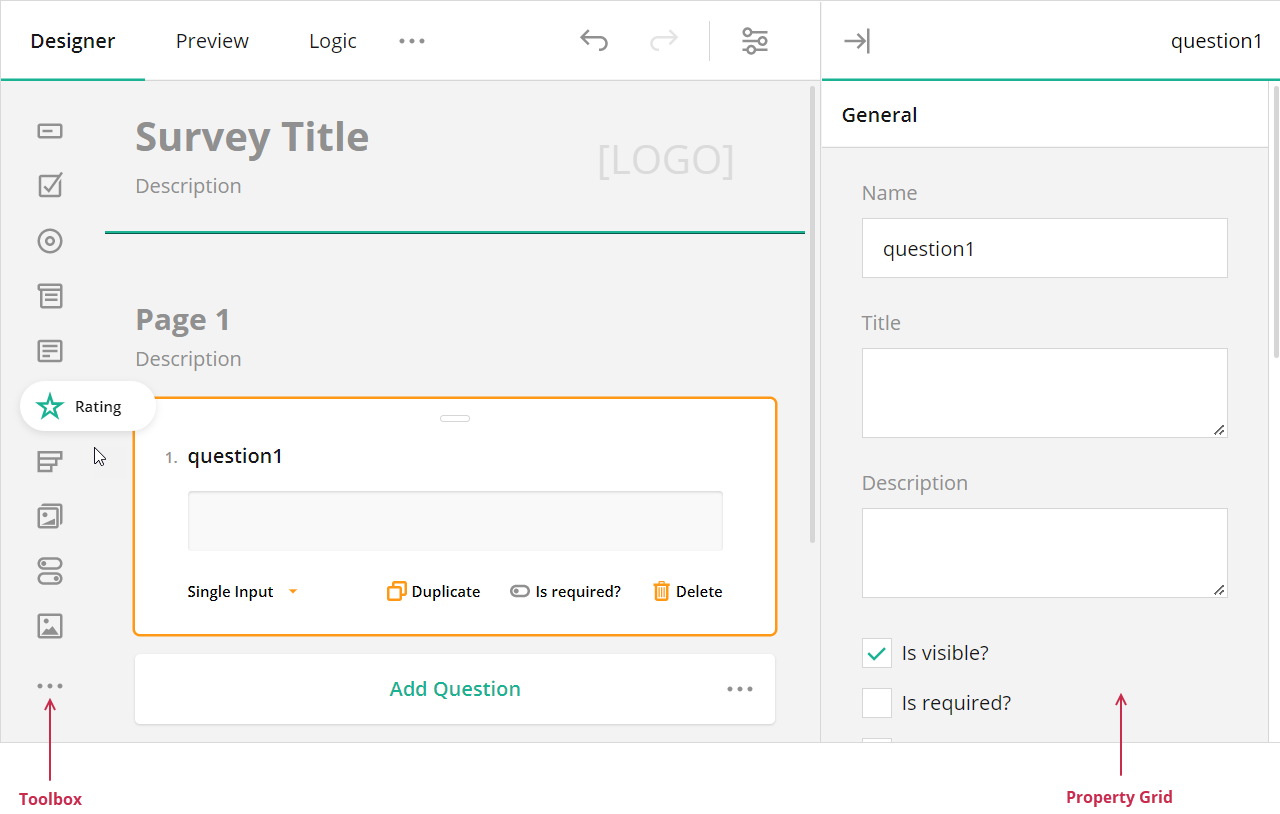 Designer
Preview
Logic
question1
Survey Title
[LOGO]
Description
Page 1
Description
Rating
1. question1
Single Input
Duplicate
Is required?
Delete
Add Question
General
Name
question1
Title
Description
Is visible?
Is required?
Toolbox
Property Grid